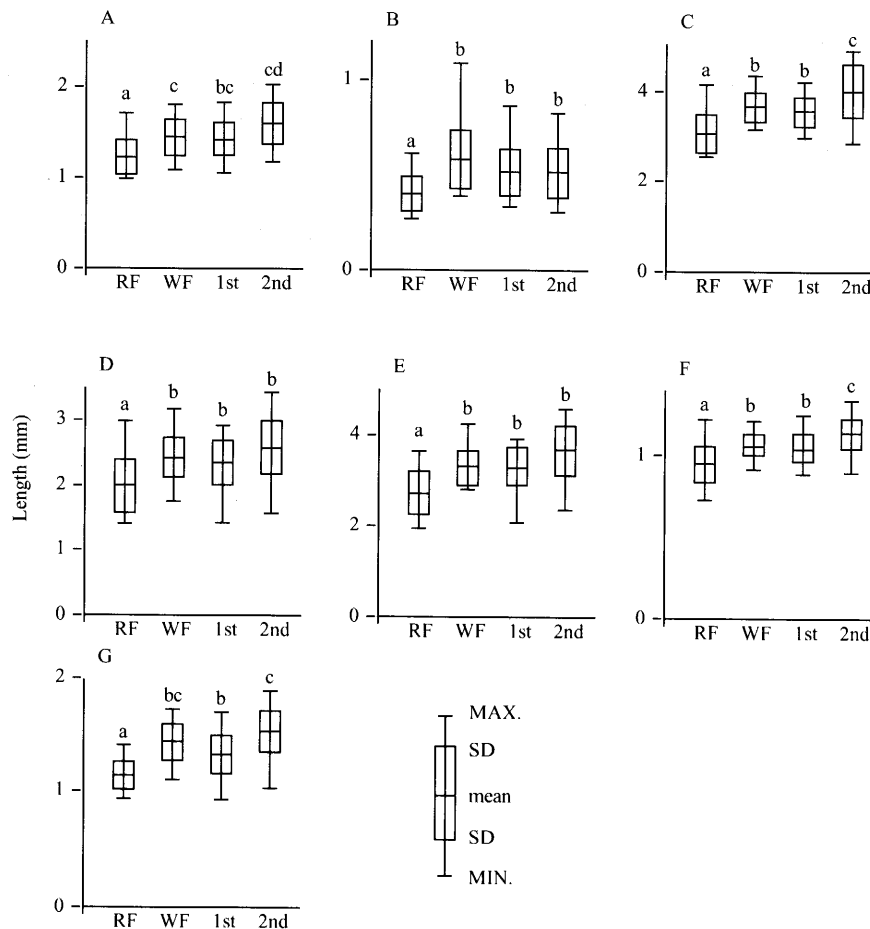 A
2
1
0
a
c
bc
cd
RF WF 1st 2nd
B
1
0
a
b
b
b
RF WF 1st 2nd
C
4
2
0
a
b
b
c
RF WF 1st 2nd
Length (mm)
D
3
2
1
0
a
b
b
b
RF WF 1st 2nd
E
4
2
0
a
b
b
b
RF WF 1st 2nd
F
1
0
a
b
b
c
RF WF 1st 2nd
G
2
1
0
a
bc
b
c
RF WF 1st 2nd
MAX.
SD
mean
SD
MIN.